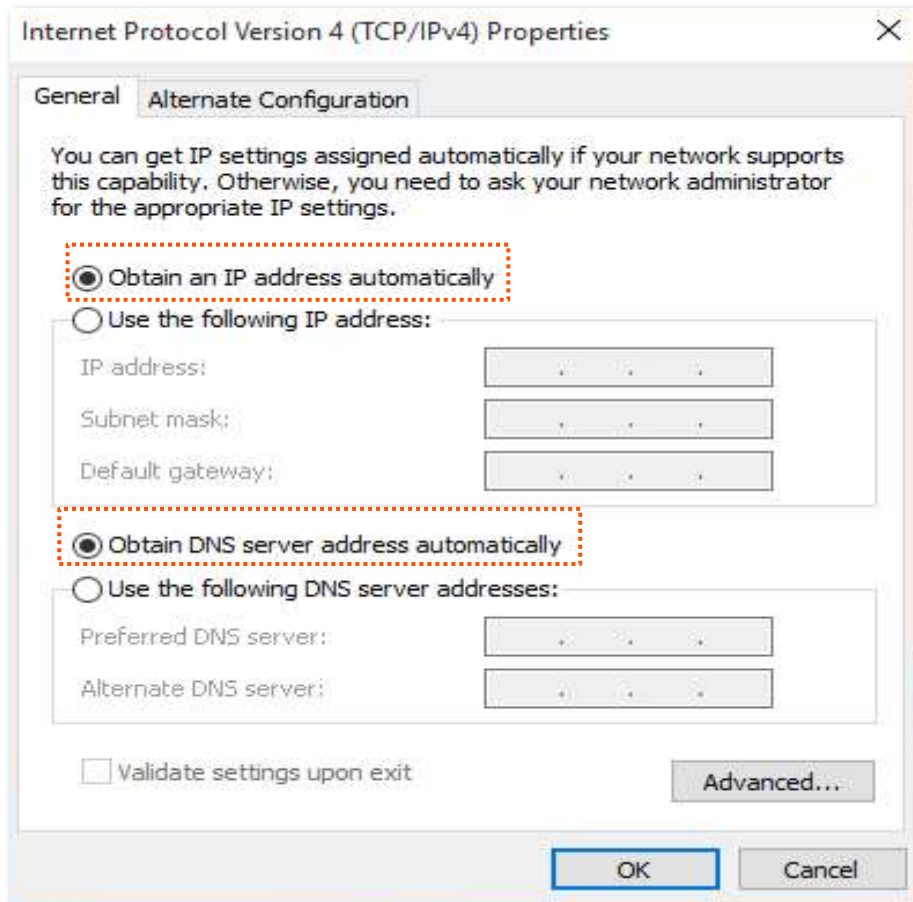 Internet Protocol Version 4 (TCP/IPv4) Properties
General
Alternate Configuration
You can get IP settings assigned automatically if your network supports
this capability. Otherwise, you need to ask your network administrator
for the appropriate IP settings.
Obtain an IP address automatically
Use the following IP address:
IP address:
Subnet mask:
Default gateway:
Obtain DNS server address automatically
Use the following DNS server addresses:
Preferred DNS server:
Alternate DNS server:
Validate settings upon exit
Advanced...
OK
Cancel